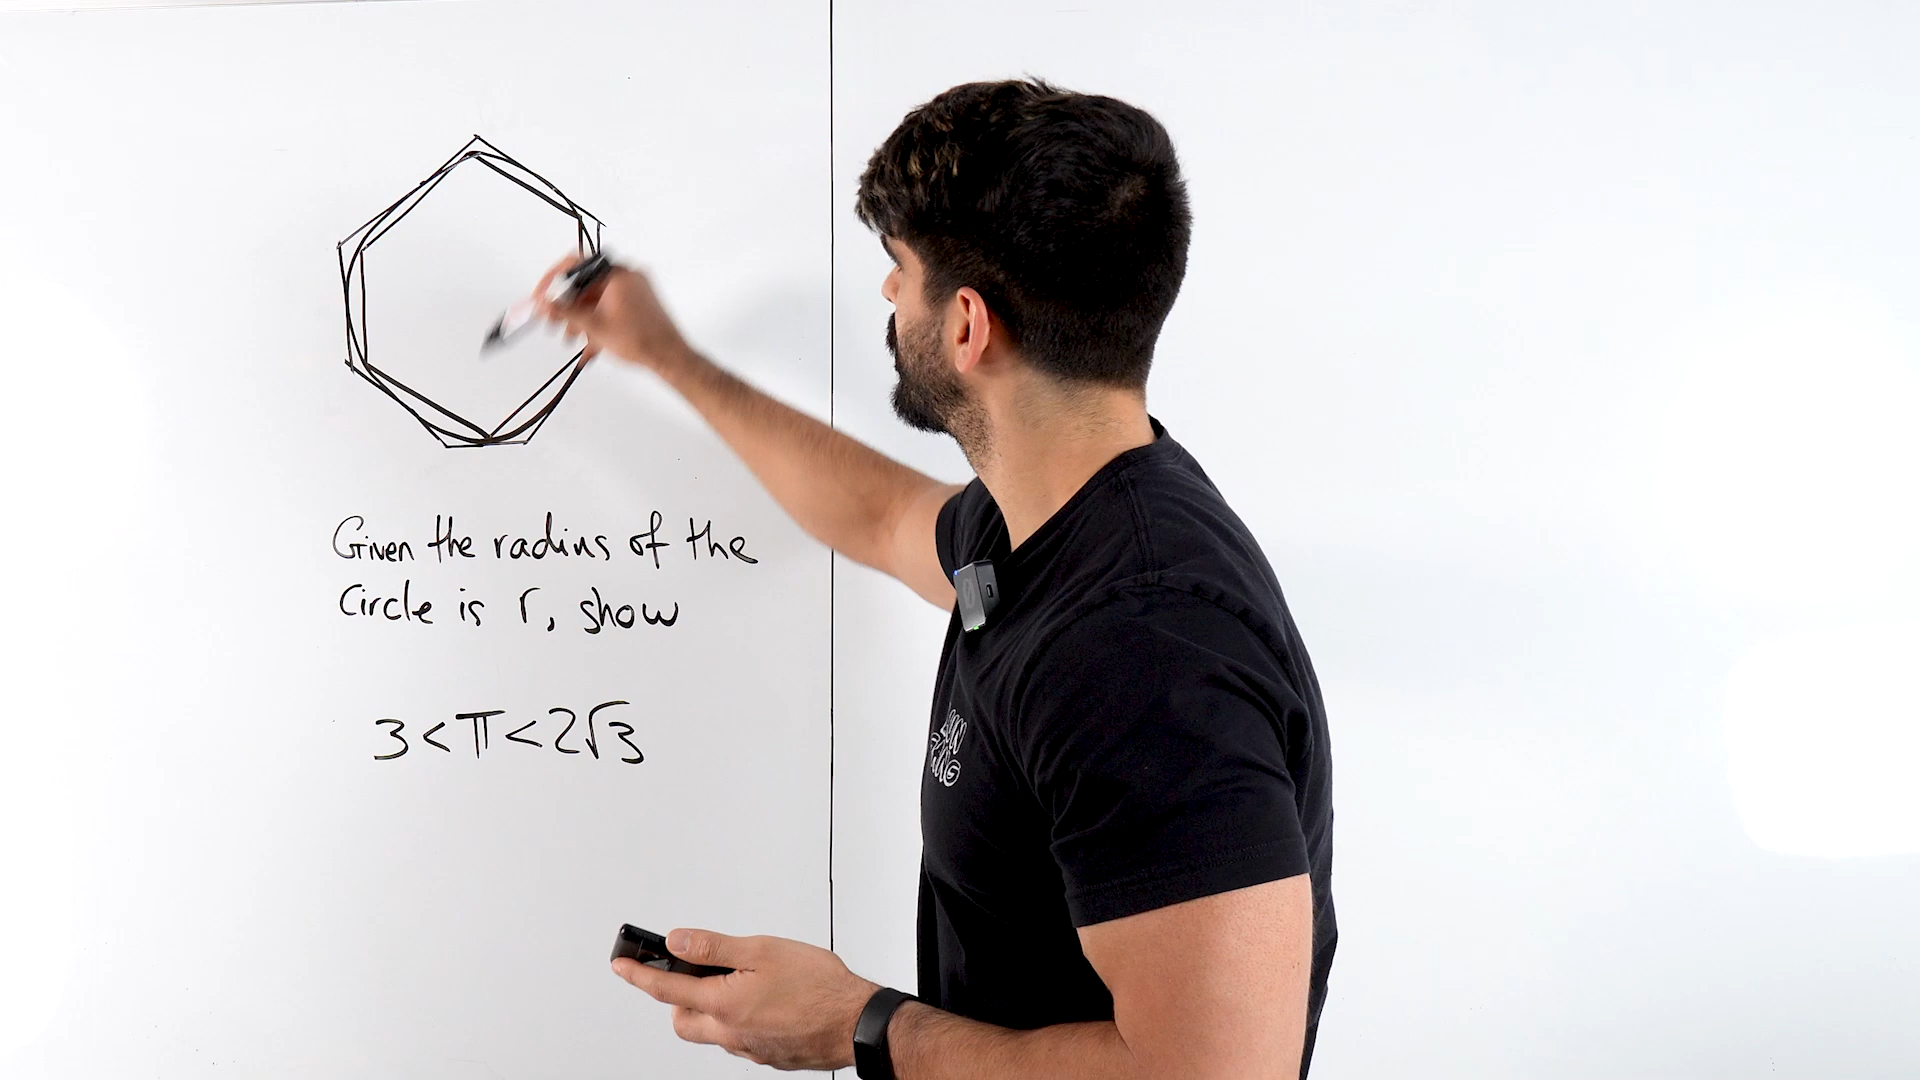 Given the radius of the
Circle is r, show
3 < π < 2√3